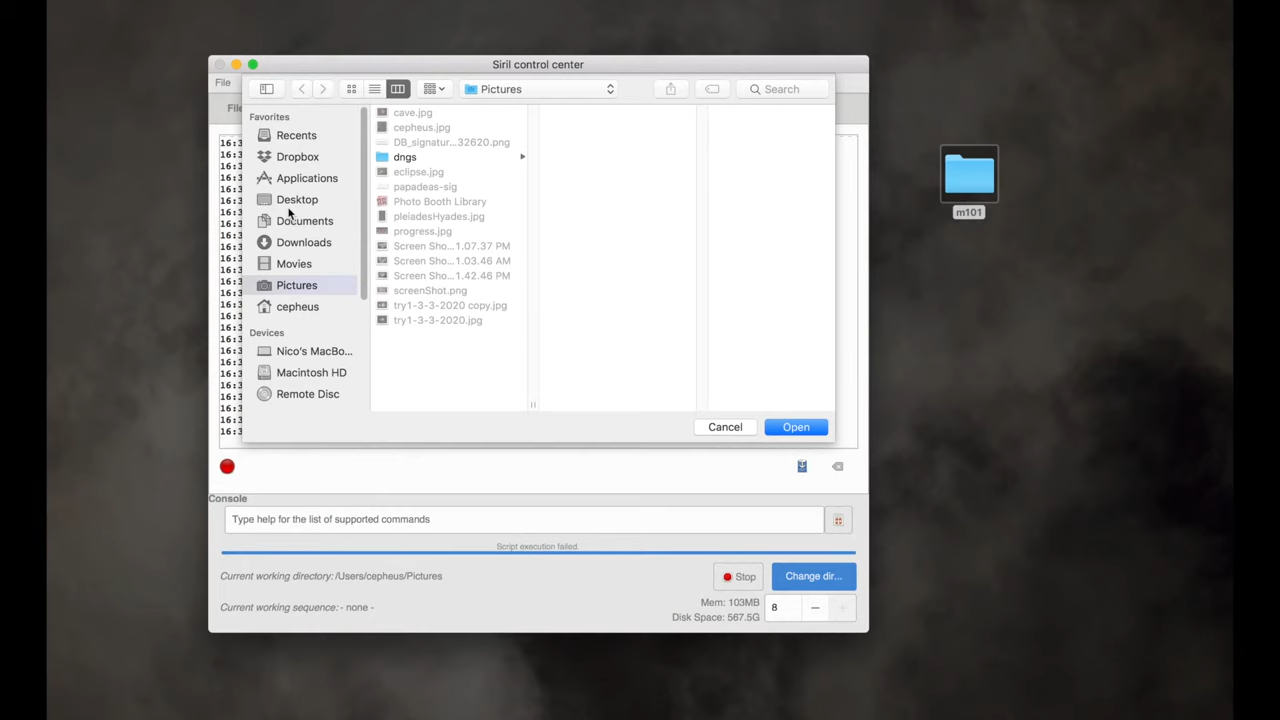 Siril control center
File
Pictures
Search
File
Favorites
Recents
Dropbox
Applications
Desktop
Documents
Downloads
Movies
Pictures
cepheus
Devices
Nico's MacBo...
Macintosh HD
Remote Disc
cave.jpg
cepheus.jpg
DB_signatur...32620.png
dngs
eclipse.jpg
papadeas-sig
Photo Booth Library
pleiadesHyades.jpg
progress.jpg
Screen Sho...1.07.37 PM
Screen Sho...1.03.46 AM
Screen Sho...1.42.46 PM
screenShot.png
try1-3-3-2020 copy.jpg
try1-3-3-2020.jpg
Cancel
Open
m101
Console
Type help for the list of supported commands
Script execution failed.
Current working directory: /Users/cepheus/Pictures
Stop
Change dir...
Current working sequence: - none -
Mem: 103MB
Disk Space: 567.5G
8